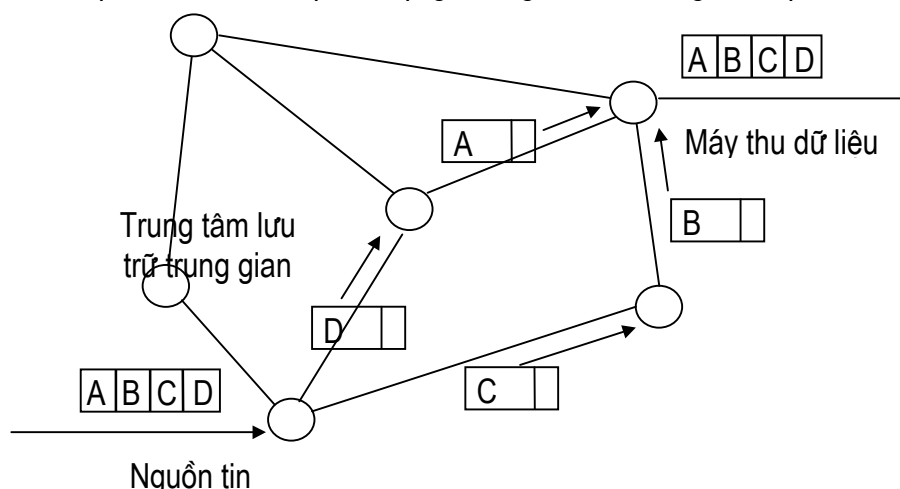 A B C D
A
Máy thu dữ liệu
B
Trung tâm lưu
trữ trung gian
D
C
A B C D
Nguồn tin